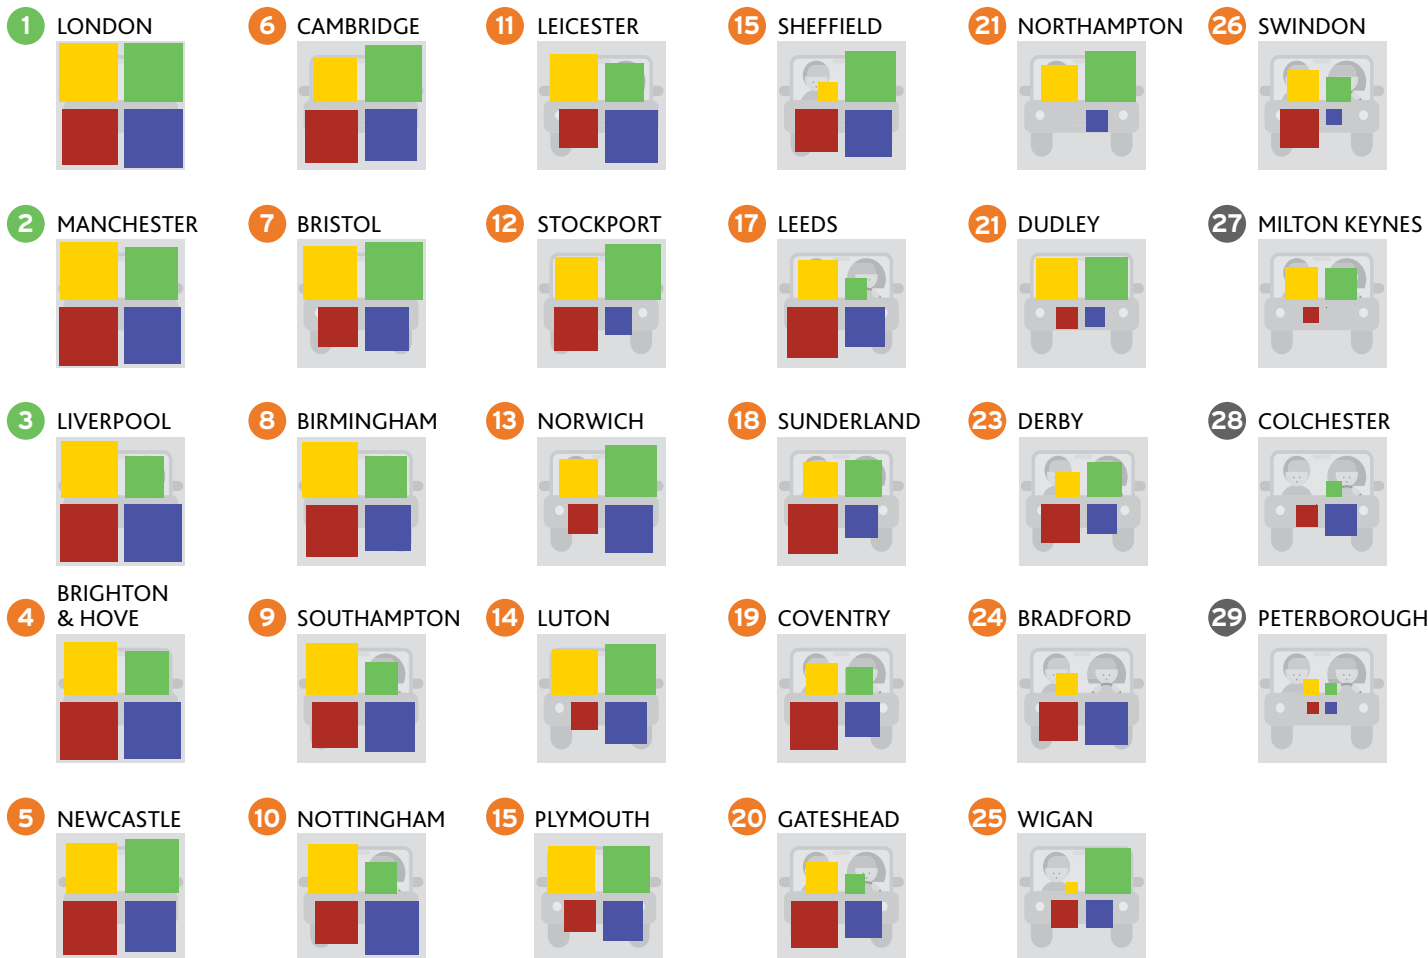 1 LONDON
2 MANCHESTER
3 LIVERPOOL
4 BRIGHTON
& HOVE
5 NEWCASTLE
6 CAMBRIDGE
7 BRISTOL
8 BIRMINGHAM
9 SOUTHAMPTON
10 NOTTINGHAM
11 LEICESTER
12 STOCKPORT
13 NORWICH
14 LUTON
15 PLYMOUTH
15 SHEFFIELD
17 LEEDS
18 SUNDERLAND
19 COVENTRY
20 GATESHEAD
21 NORTHAMPTON
21 DUDLEY
23 DERBY
24 BRADFORD
25 WIGAN
26 SWINDON
27 MILTON KEYNES
28 COLCHESTER
29 PETERBOROUGH